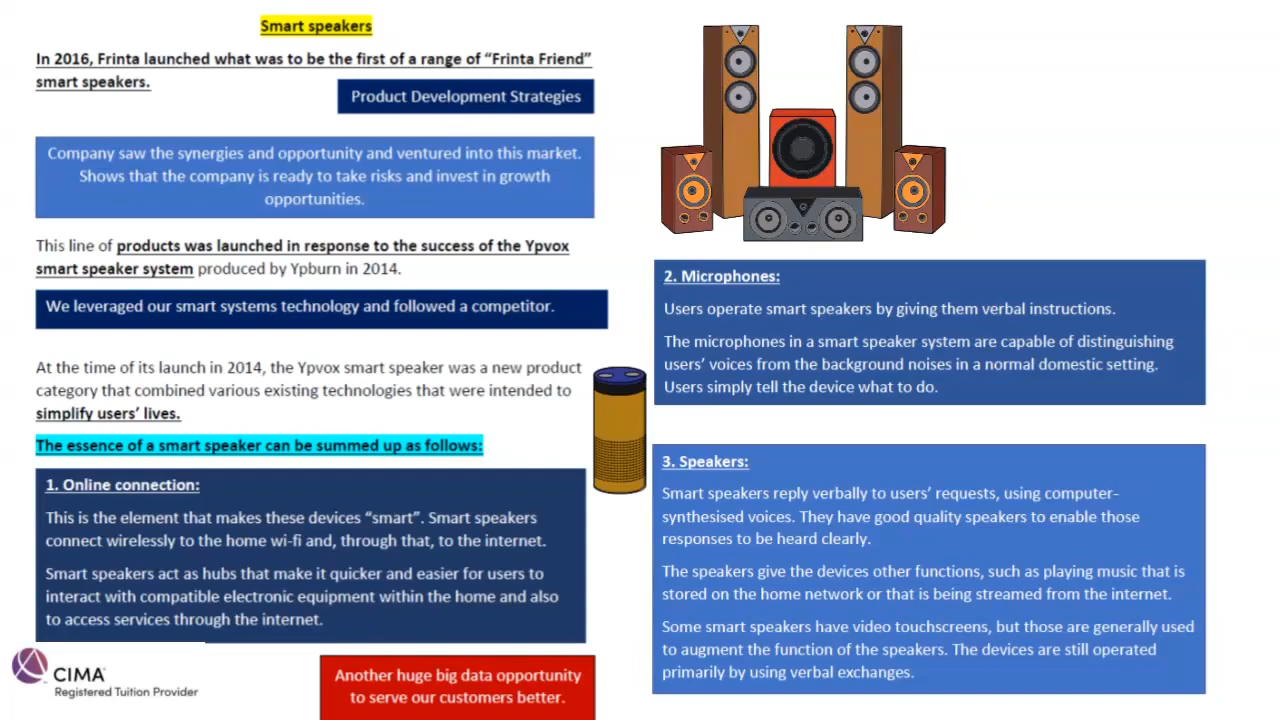 Smart speakers
In 2016, Frinta launched what was to be the first of a range of “Frinta Friend”
smart speakers.
Product Development Strategies
Company saw the synergies and opportunity and ventured into this market.
Shows that the company is ready to take risks and invest in growth
opportunities.
This line of products was launched in response to the success of the Ypvox
smart speaker system produced by Ypburn in 2014.
We leveraged our smart systems technology and followed a competitor.
At the time of its launch in 2014, the Ypvox smart speaker was a new product
category that combined various existing technologies that were intended to
simplify users’ lives.
The essence of a smart speaker can be summed up as follows:
1. Online connection:
This is the element that makes these devices “smart”. Smart speakers
connect wirelessly to the home wi-fi and, through that, to the internet.
Smart speakers act as hubs that make it quicker and easier for users to
interact with compatible electronic equipment within the home and also
to access services through the internet.
CIMA
Registered Tuition Provider
Another huge big data opportunity
to serve our customers better.
2. Microphones:
Users operate smart speakers by giving them verbal instructions.
The microphones in a smart speaker system are capable of distinguishing
users’ voices from the background noises in a normal domestic setting.
Users simply tell the device what to do.
3. Speakers:
Smart speakers reply verbally to users’ requests, using computer-
synthesised voices. They have good quality speakers to enable those
responses to be heard clearly.
The speakers give the devices other functions, such as playing music that is
stored on the home network or that is being streamed from the internet.
Some smart speakers have video touchscreens, but those are generally used
to augment the function of the speakers. The devices are still operated
primarily by using verbal exchanges.